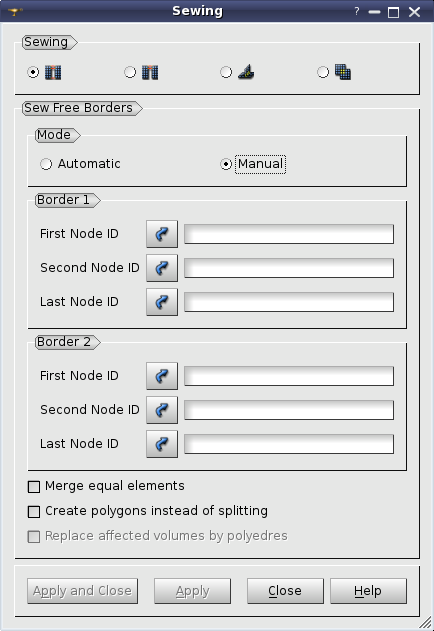 Sewing
?
Sewing
Sew Free Borders
Mode
Automatic Manual
Border 1
First Node ID
Second Node ID
Last Node ID
Border 2
First Node ID
Second Node ID
Last Node ID
Merge equal elements
Create polygons instead of splitting
Replace affected volumes by polyedres
Apply and Close Apply Close Help